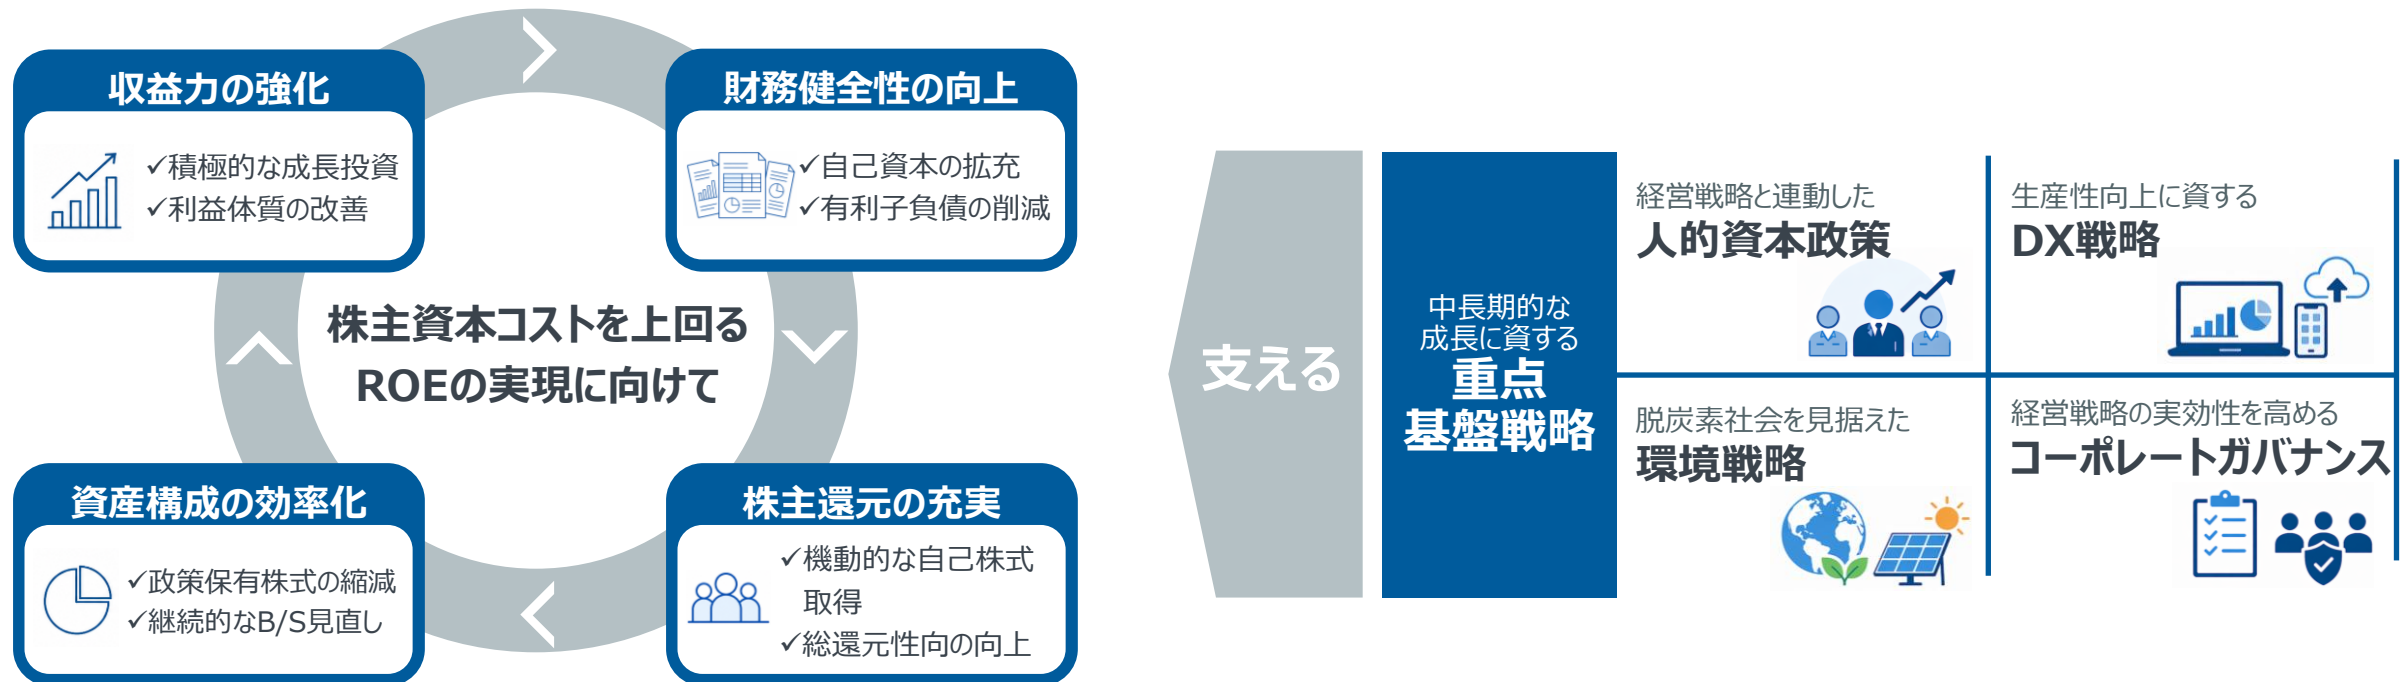 収益力の強化
✓積極的な成長投資
✓利益体質の改善
財務健全性の向上
✓自己資本の拡充
✓有利子負債の削減
株主資本コストを上回る
ROEの実現に向けて
資産構成の効率化
✓政策保有株式の縮減
✓継続的なB/S見直し
株主還元の充実
✓機動的な自己株式
取得
✓総還元性向の向上
支える
中長期的な
成長に資する
重点
基盤戦略
経営戦略と連動した
人的資本政策
生産性向上に資する
DX戦略
脱炭素社会を見据えた
環境戦略
経営戦略の実効性を高める
コーポレートガバナンス